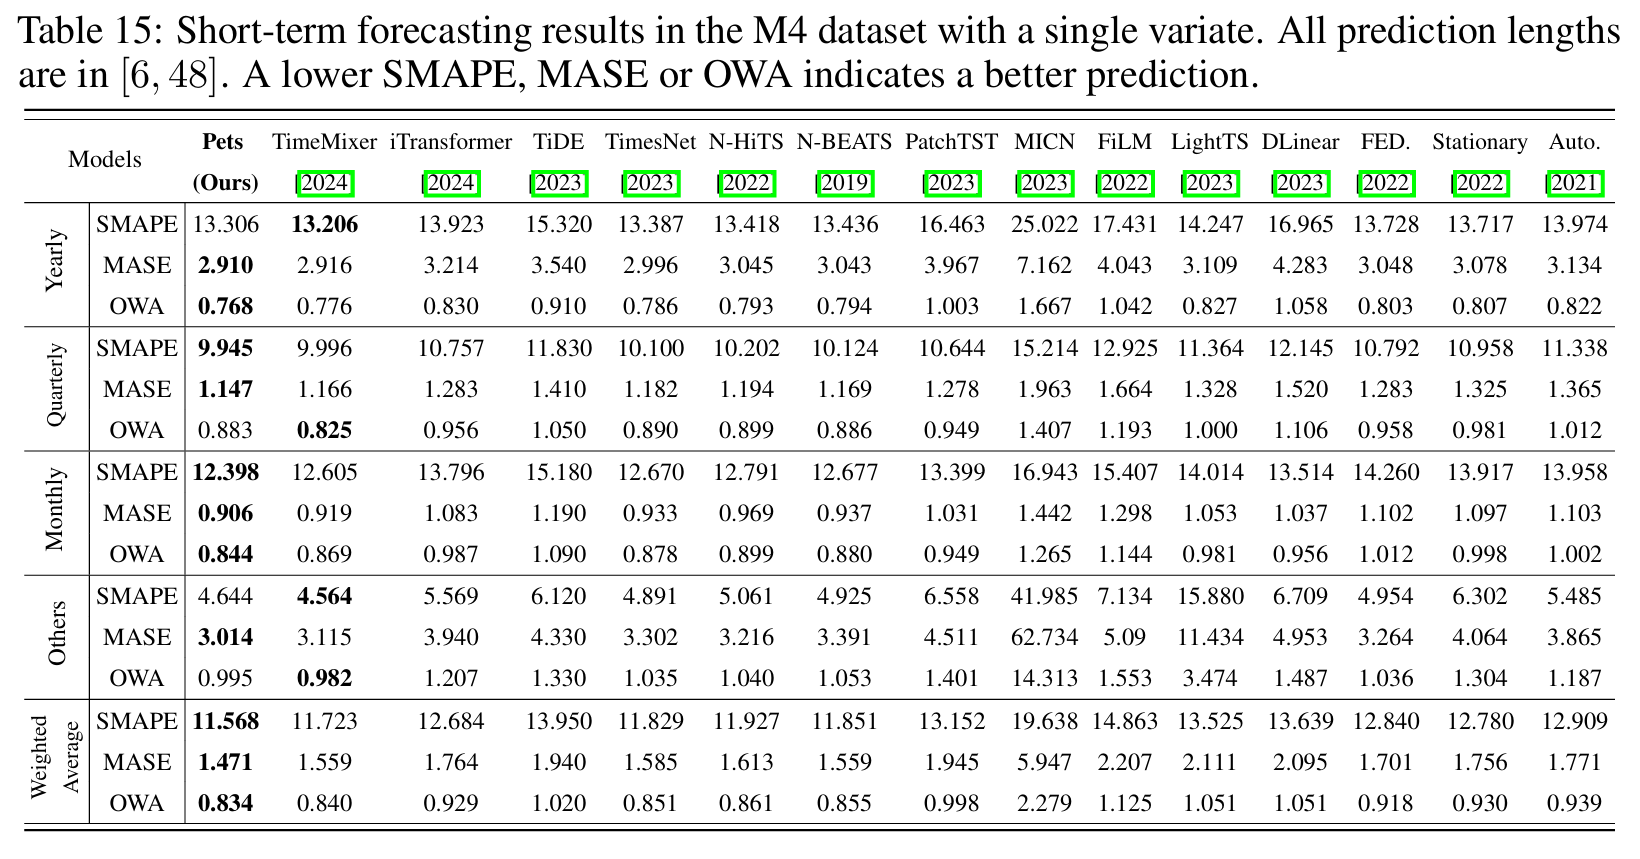 Table 15: Short-term forecasting results in the M4 dataset with a single variate. All prediction lengths
are in [6, 48]. A lower SMAPE, MASE or OWA indicates a better prediction.
Models Pets TimeMixer iTransformer TiDE TimesNet N-HiTS N-BEATS PatchTST MICN FiLM LightTS DLinear FED. Stationary Auto.
(Ours) [2024] [2024] [2023] [2023] [2022] [2019] [2023] [2023] [2022] [2023] [2023] [2022] [2022] [2021]
Yearly
SMAPE 13.306 13.206 13.923 15.320 13.387 13.418 13.436 16.463 25.022 17.431 14.247 16.965 13.728 13.717 13.974
MASE 2.910 2.916 3.214 3.540 2.996 3.045 3.043 3.967 7.162 4.043 3.109 4.283 3.048 3.078 3.134
OWA 0.768 0.776 0.830 0.910 0.786 0.793 0.794 1.003 1.667 1.042 0.827 1.058 0.803 0.807 0.822
Quarterly
SMAPE 9.945 9.996 10.757 11.830 10.100 10.202 10.124 10.644 15.214 12.925 11.364 12.145 10.792 10.958 11.338
MASE 1.147 1.166 1.283 1.410 1.182 1.194 1.169 1.278 1.963 1.664 1.328 1.520 1.283 1.325 1.365
OWA 0.883 0.825 0.956 1.050 0.890 0.899 0.886 0.949 1.407 1.193 1.000 1.106 0.958 0.981 1.012
Monthly
SMAPE 12.398 12.605 13.796 15.180 12.670 12.791 12.677 13.399 16.943 15.407 14.014 13.514 14.260 13.917 13.958
MASE 0.906 0.919 1.083 1.190 0.933 0.969 0.937 1.031 1.442 1.298 1.053 1.037 1.102 1.097 1.103
OWA 0.844 0.869 0.987 1.090 0.878 0.899 0.880 0.949 1.265 1.144 0.981 0.956 1.012 0.998 1.002
Others
SMAPE 4.644 4.564 5.569 6.120 4.891 5.061 4.925 6.558 41.985 7.134 15.880 6.709 4.954 6.302 5.485
MASE 3.014 3.115 3.940 4.330 3.302 3.216 3.391 4.511 62.734 5.09 11.434 4.953 3.264 4.064 3.865
OWA 0.995 0.982 1.207 1.330 1.035 1.040 1.053 1.401 14.313 1.553 3.474 1.487 1.036 1.304 1.187
Weighted
Average
SMAPE 11.568 11.723 12.684 13.950 11.829 11.927 11.851 13.152 19.638 14.863 13.525 13.639 12.840 12.780 12.909
MASE 1.471 1.559 1.764 1.940 1.585 1.613 1.559 1.945 5.947 2.207 2.111 2.095 1.701 1.756 1.771
OWA 0.834 0.840 0.929 1.020 0.851 0.861 0.855 0.998 2.279 1.125 1.051 1.051 0.918 0.930 0.939